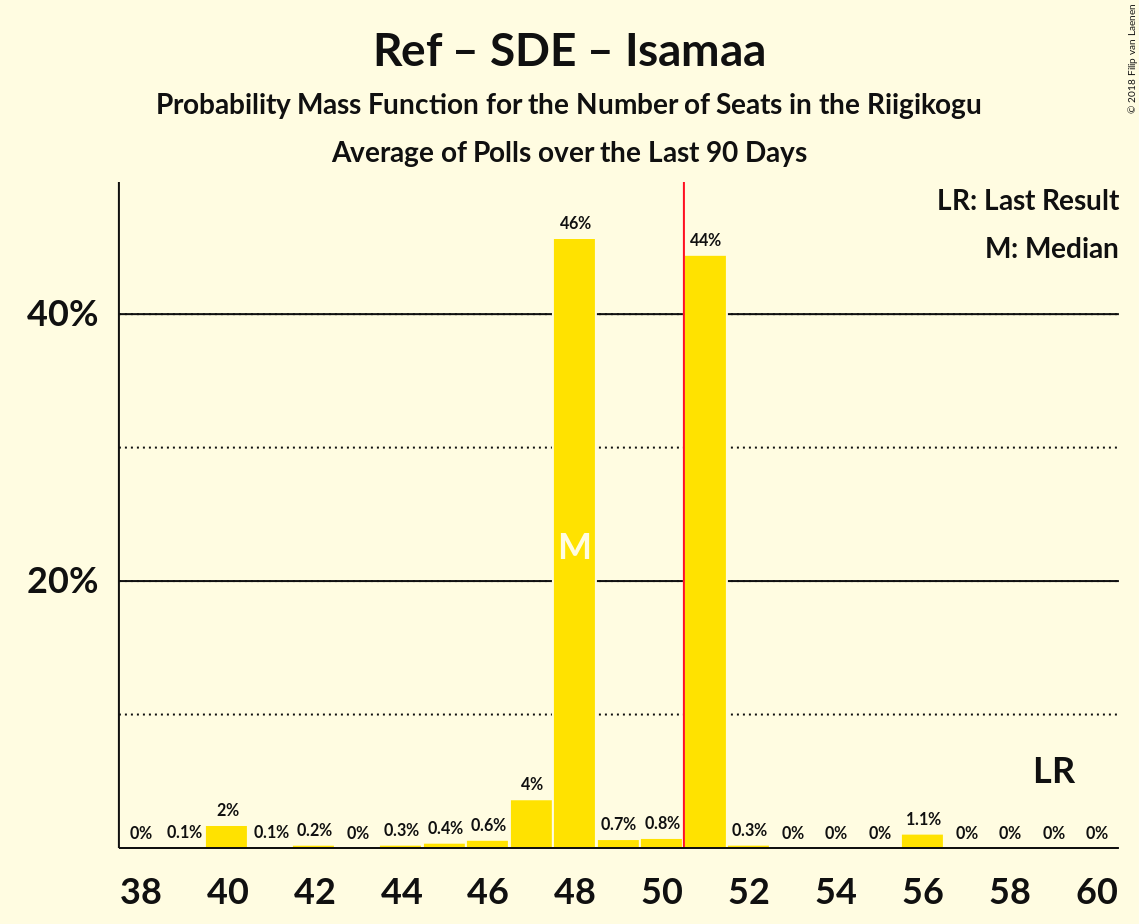 Ref – SDE – Isamaa
Probability Mass Function for the Number of Seats in the Riigikogu
Average of Polls over the Last 90 Days
© 2018 Filip van Laenen
LR: Last Result
M: Median
46%
44%
40%
M
20%
LR
4%
2%
1.1%
0% 0.1% 0.1% 0.2% 0% 0.3% 0.4% 0.6% 0.7% 0.8% 0.3% 0% 0% 0% 0% 0% 0% 0%
38 40 42 44 46 48 50 52 54 56 58 60